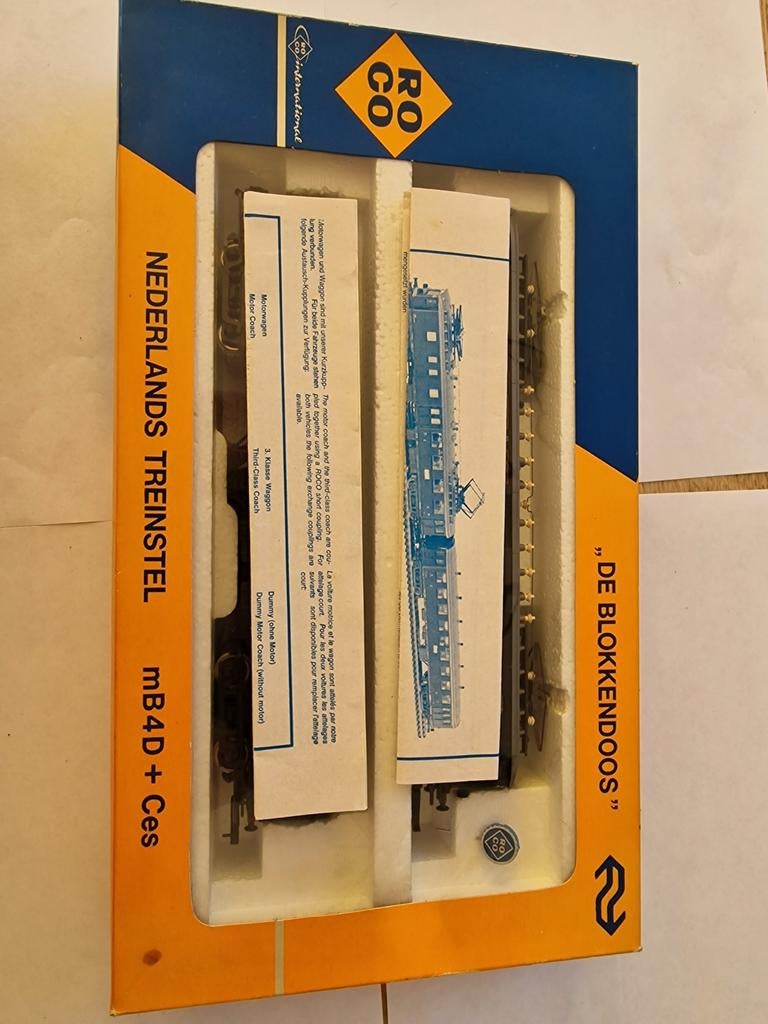 RO
CO
RO
CO
international
„DE BLOKKENDOOS”
mengesetzt wurden.
Motorwagen und Waggon sind mit unserer Kurzkupp-
lung verbunden. Für beide Fahrzeuge stehen
folgende Austausch-Kupplungen zur Verfügung:
The motor coach and the third-class coach are cou-
pled together using a ROCO short coupling. For
both vehicles the following exchange couplings are
available.
La voiture motrice et le wagon sont attelés par notre
attelage court. Pour les deux voitures les attelages
suivants sont disponibles pour remplacer l'attelage
court:
Motorwagen
Motor Coach
3. Klasse Waggon
Third-Class Coach
Dummy (ohne Motor)
Dummy Motor Coach (without motor)
RO
CO
NEDERLANDS TREINSTEL mB4D + Ces